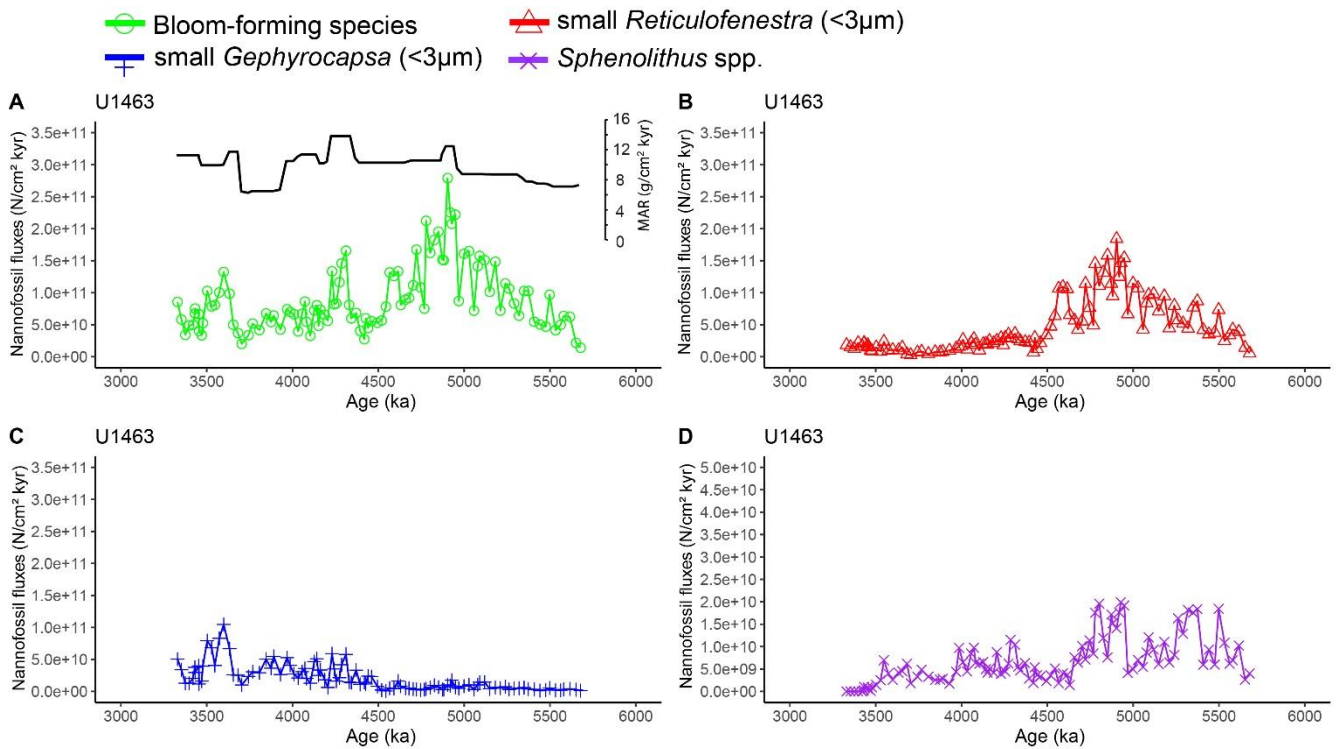 Bloom-forming species
small Reticulofenestra (<3µm)
small Gephyrocapsa (<3µm)
Sphenolithus spp.
A
U1463
Nannofossil fluxes (N/cm² kyr)
3.5e+11
3.0e+11
2.5e+11
2.0e+11
1.5e+11
1.0e+11
5.0e+10
0.0e+00
16
12
8
4
0
MAR (g/cm² kyr)
3000 3500 4000 4500 5000 5500 6000
Age (ka)
B
U1463
Nannofossil fluxes (N/cm² kyr)
3.5e+11
3.0e+11
2.5e+11
2.0e+11
1.5e+11
1.0e+11
5.0e+10
0.0e+00
3000 3500 4000 4500 5000 5500 6000
Age (ka)
C
U1463
Nannofossil fluxes (N/cm² kyr)
3.5e+11
3.0e+11
2.5e+11
2.0e+11
1.5e+11
1.0e+11
5.0e+10
0.0e+00
3000 3500 4000 4500 5000 5500 6000
Age (ka)
D
U1463
Nannofossil fluxes (N/cm² kyr)
5.0e+10
4.5e+10
4.0e+10
3.5e+10
3.0e+10
2.5e+10
2.0e+10
1.5e+10
1.0e+10
5.0e+09
0.0e+00
3000 3500 4000 4500 5000 5500 6000
Age (ka)